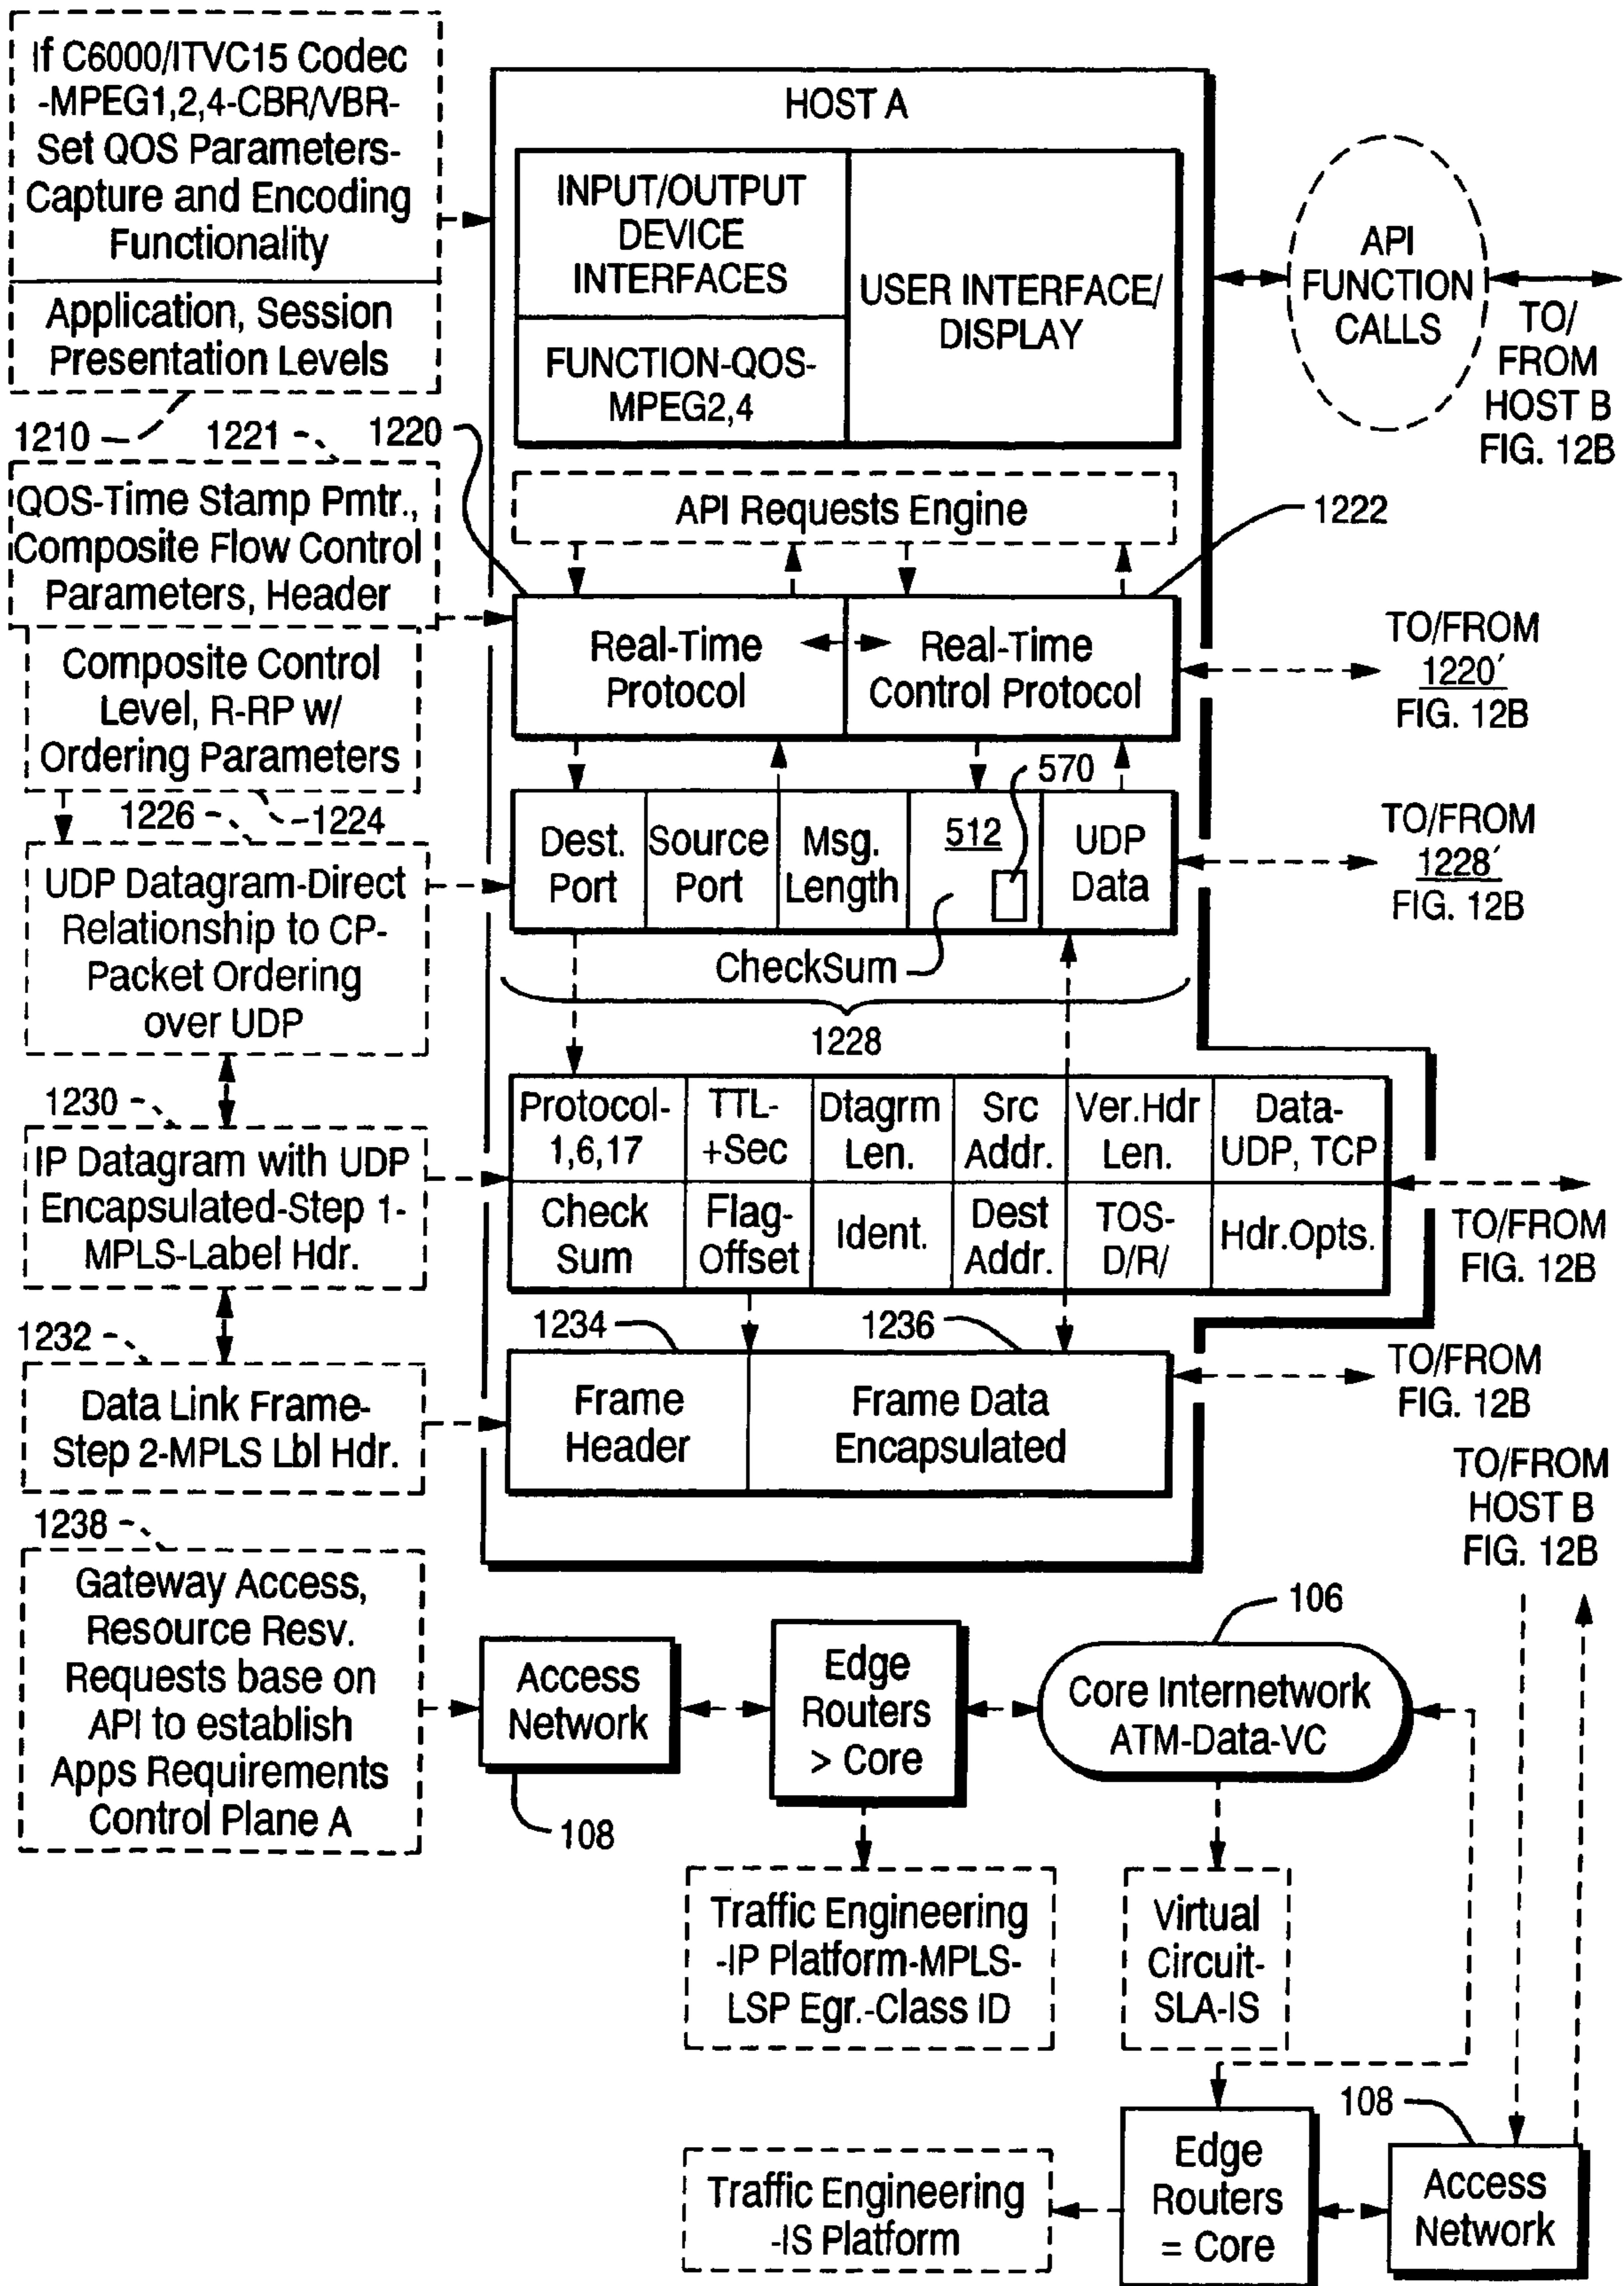 If C6000/ITVC15 Codec
-MPEG1,2,4-CBR/VBR-
Set QOS Parameters-
Capture and Encoding
Functionality
Application, Session
Presentation Levels
1210
HOST A
INPUT/OUTPUT
DEVICE
INTERFACES
FUNCTION-QOS-
MPEG2,4
USER INTERFACE/
DISPLAY
API
FUNCTION
CALLS
TO/
FROM
HOST B
FIG. 12B
1221
1220
QOS-Time Stamp Pmtr.,
Composite Flow Control
Parameters, Header
API Requests Engine
1222
Real-Time
Protocol
Real-Time
Control Protocol
TO/FROM
1220'
FIG. 12B
Composite Control
Level, R-RP w/
Ordering Parameters
1226
1224
570
Dest.
Port
Source
Port
Msg.
Length
512
UDP
Data
TO/FROM
1228'
FIG. 12B
UDP Datagram-Direct
Relationship to CP-
Packet Ordering
over UDP
CheckSum
1228
1230
IP Datagram with UDP
Encapsulated-Step 1-
MPLS-Label Hdr.
Protocol-
1,6,17
TTL-
+Sec
Dtagrm
Len.
Src
Addr.
Ver.Hdr
Len.
Data-
UDP, TCP
Check
Sum
Flag-
Offset
Ident.
Dest
Addr.
TOS-
D/R/
Hdr.Opts.
TO/FROM
FIG. 12B
1232
1234
1236
Data Link Frame-
Step 2-MPLS Lbl Hdr.
Frame
Header
Frame Data
Encapsulated
TO/FROM
FIG. 12B
TO/FROM
HOST B
FIG. 12B
1238
Gateway Access,
Resource Resv.
Requests base on
API to establish
Apps Requirements
Control Plane A
Access
Network
108
Edge
Routers
> Core
106
Core Internetwork
ATM-Data-VC
Traffic Engineering
-IP Platform-MPLS-
LSP Egr.-Class ID
Virtual
Circuit-
SLA-IS
Traffic Engineering
-IS Platform
Edge
Routers
= Core
108
Access
Network